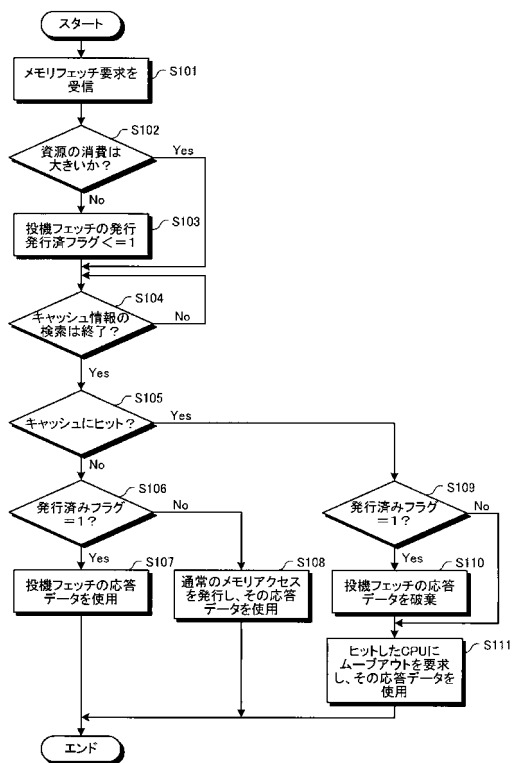 スタート
メモリフェッチ要求を
受信
S101
資源の消費は
大きいか?
S102
Yes
No
投機フェッチの発行
発行済フラグ<=1
S103
キャッシュ情報の
検索は終了?
S104
No
Yes
キャッシュにヒット?
S105
Yes
No
発行済みフラグ
=1?
S106
No
Yes
発行済みフラグ
=1?
S109
No
Yes
投機フェッチの応答
データを使用
S107
通常のメモリアクセス
を発行し、その応答
データを使用
S108
投機フェッチの応答
データを破棄
S110
ヒットしたCPUに
ムーブアウトを要求
し、その応答データを
使用
S111
エンド